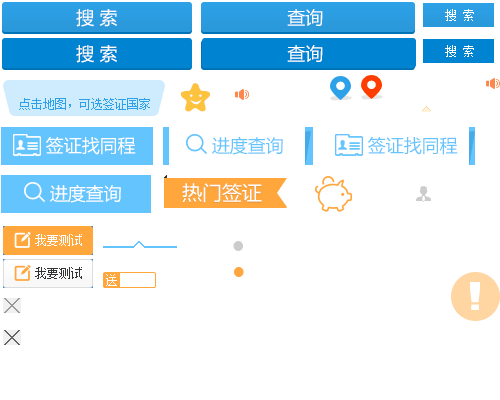 搜 索
查询
搜 索
搜 索
查询
搜 索
点击地图，可选签证国家
签证找同程
进度查询
签证找同程
进度查询
热门签证
我要测试
我要测试
送